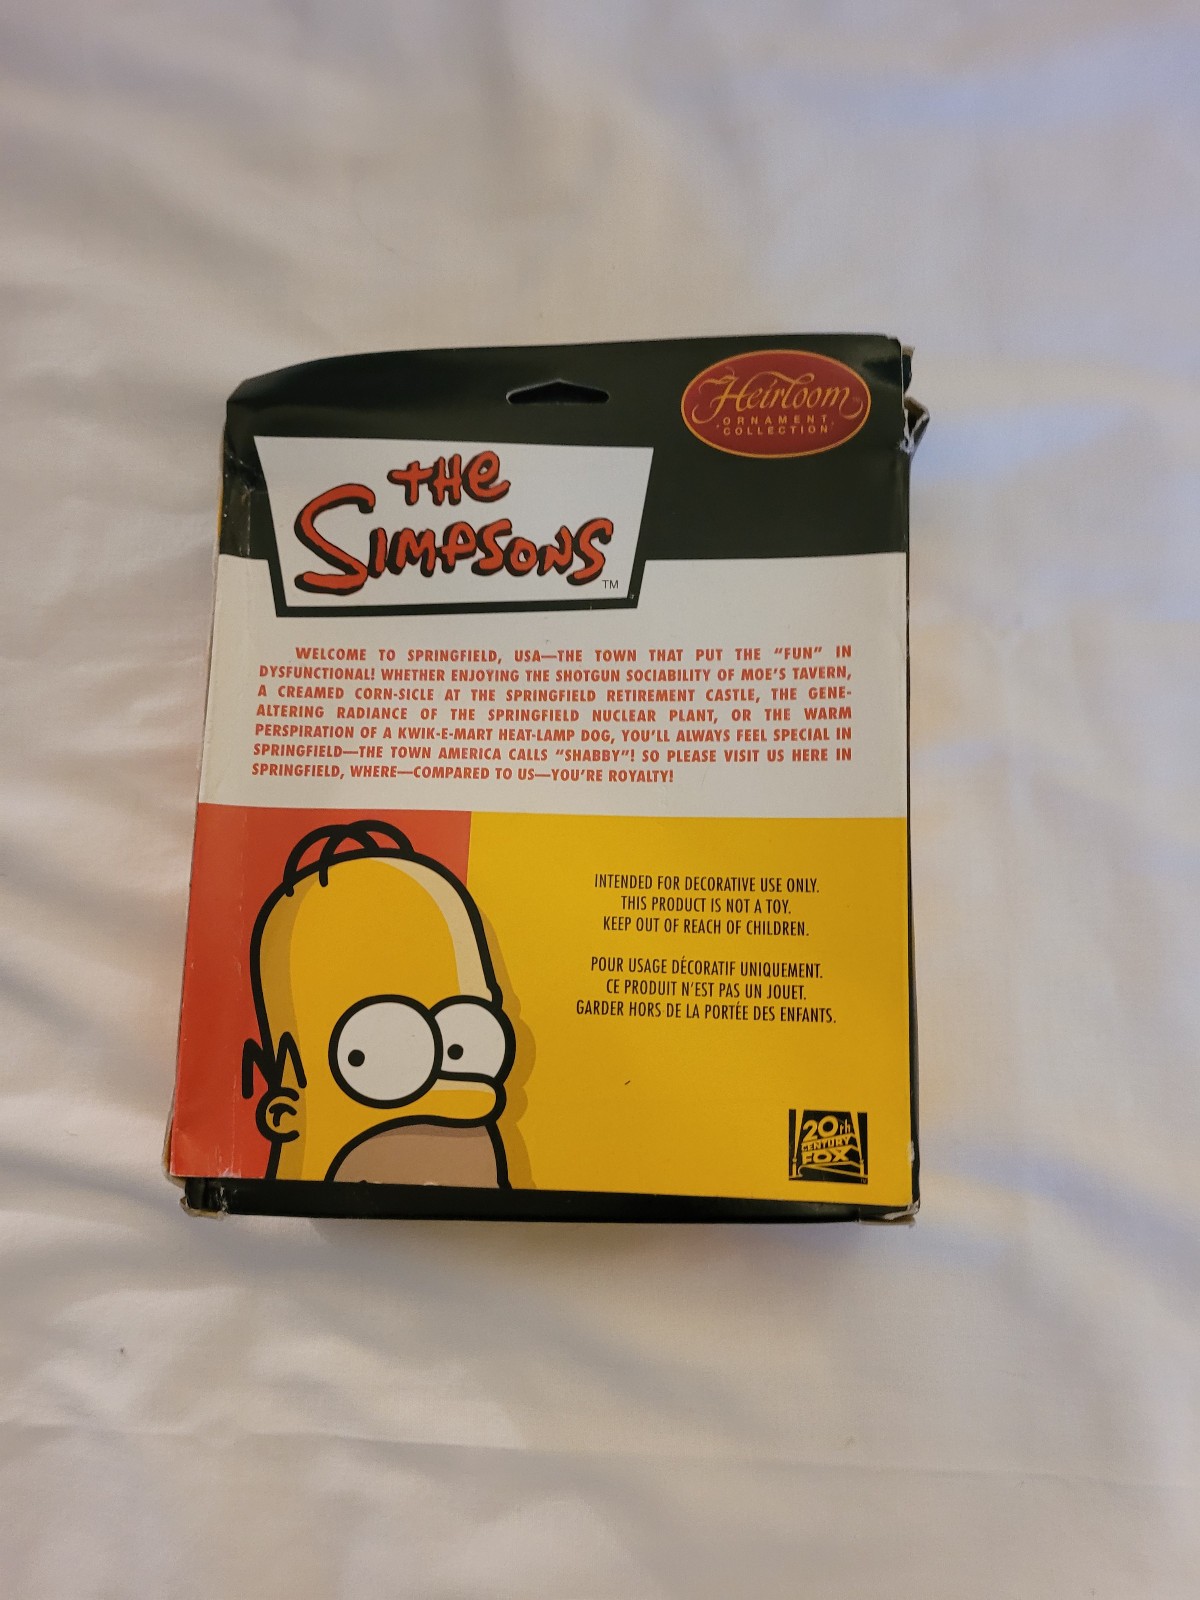 Heirloom
ORNAMENT
COLLECTION
THE
SIMPSONS
TM
WELCOME TO SPRINGFIELD, USA—THE TOWN THAT PUT THE "FUN" IN
DYSFUNCTIONAL! WHETHER ENJOYING THE SHOTGUN SOCIABILITY OF MOE'S TAVERN,
A CREAMED CORN-SICLE AT THE SPRINGFIELD RETIREMENT CASTLE, THE GENE-
ALTERING RADIANCE OF THE SPRINGFIELD NUCLEAR PLANT, OR THE WARM
PERSPIRATION OF A KWIK-E-MART HEAT-LAMP DOG, YOU'LL ALWAYS FEEL SPECIAL IN
SPRINGFIELD—THE TOWN AMERICA CALLS "SHABBY"! SO PLEASE VISIT US HERE IN
SPRINGFIELD, WHERE—COMPARED TO US—YOU'RE ROYALTY!
INTENDED FOR DECORATIVE USE ONLY.
THIS PRODUCT IS NOT A TOY.
KEEP OUT OF REACH OF CHILDREN.
POUR USAGE DÉCORATIF UNIQUEMENT.
CE PRODUIT N'EST PAS UN JOUET.
GARDER HORS DE LA PORTÉE DES ENFANTS.
20th
CENTURY
FOX